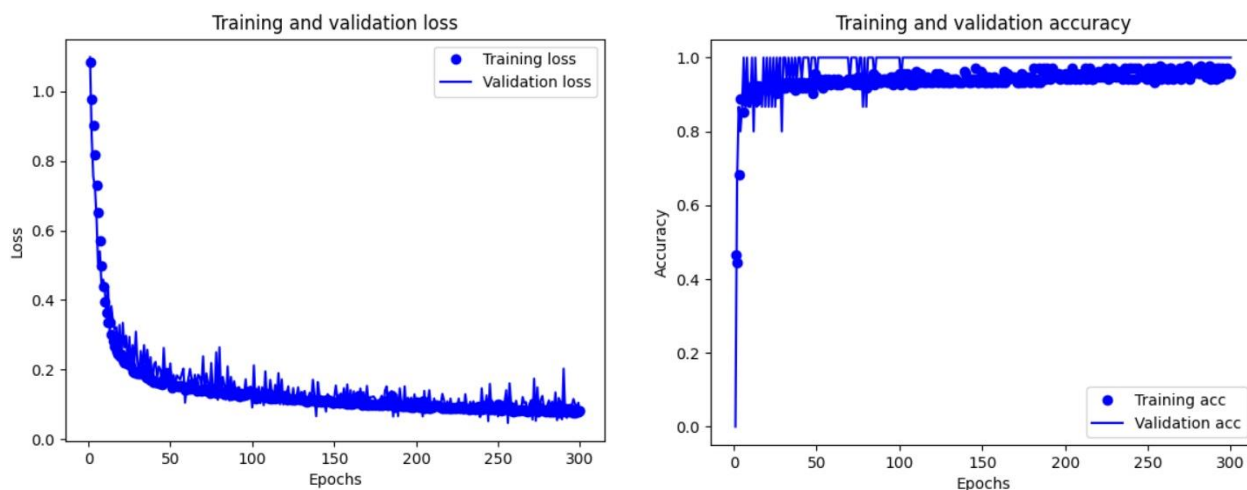 Training and validation loss
Training loss
Validation loss
1.0
0.8
0.6
0.4
0.2
0.0
Loss
0
50
100
150
200
250
300
Epochs
Training and validation accuracy
1.0
0.8
0.6
0.4
0.2
0.0
Accuracy
Training acc
Validation acc
0
50
100
150
200
250
300
Epochs